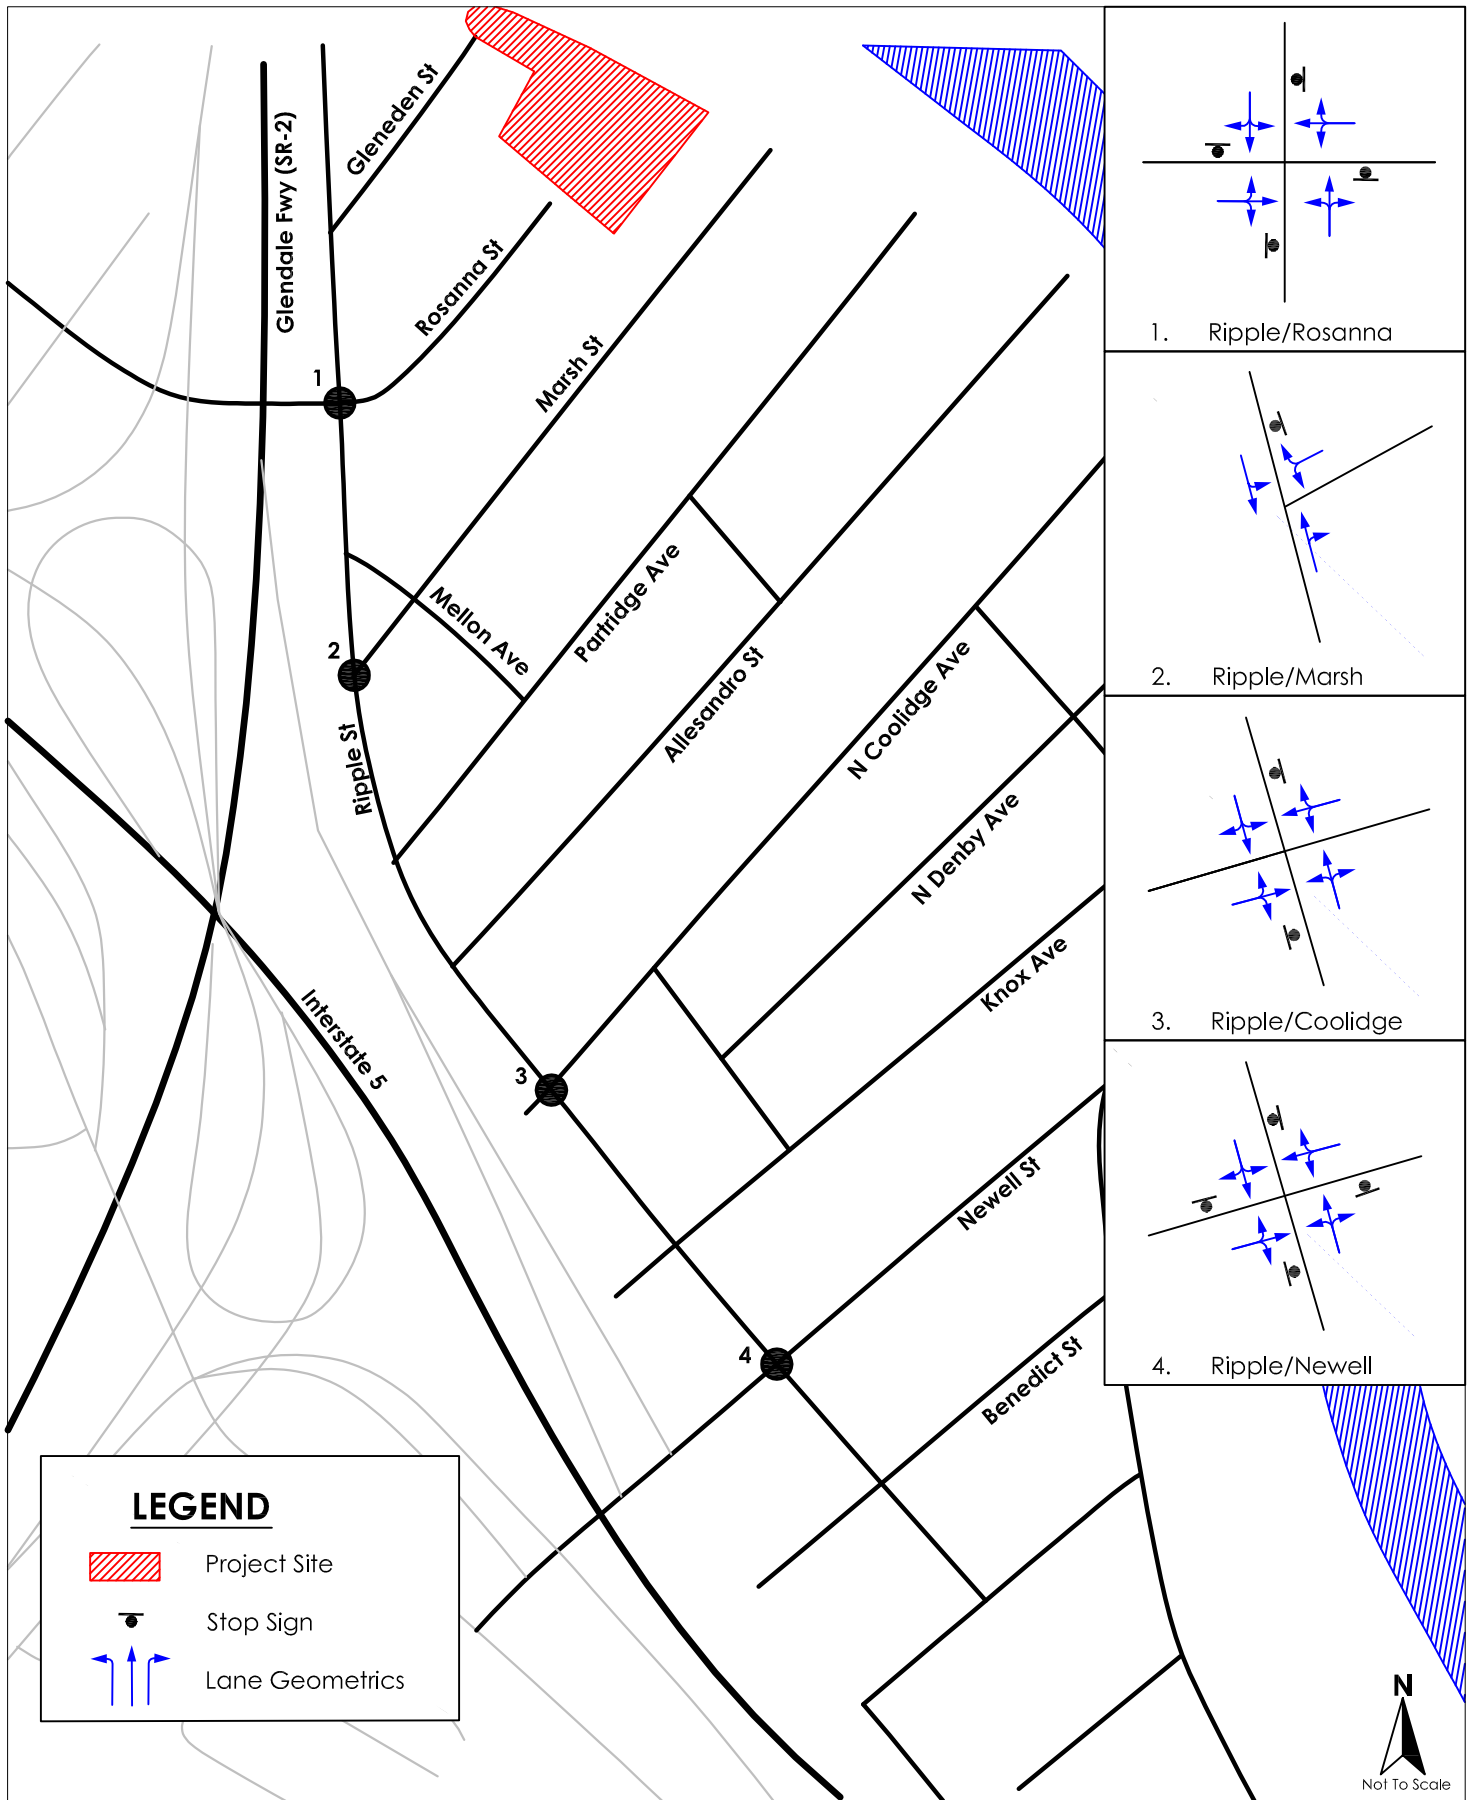 Gleneden St
Glendale Fwy (SR-2)
Rosanna St
1
Marsh St
Mellon Ave
2
Partridge Ave
Ripple St
Allesandro St
N Coolidge Ave
N Denby Ave
Knox Ave
Interstate 5
3
Newell St
4
Benedict St
1. Ripple/Rosanna
2. Ripple/Marsh
3. Ripple/Coolidge
4. Ripple/Newell
LEGEND
Project Site
Stop Sign
Lane Geometrics
N
Not To Scale